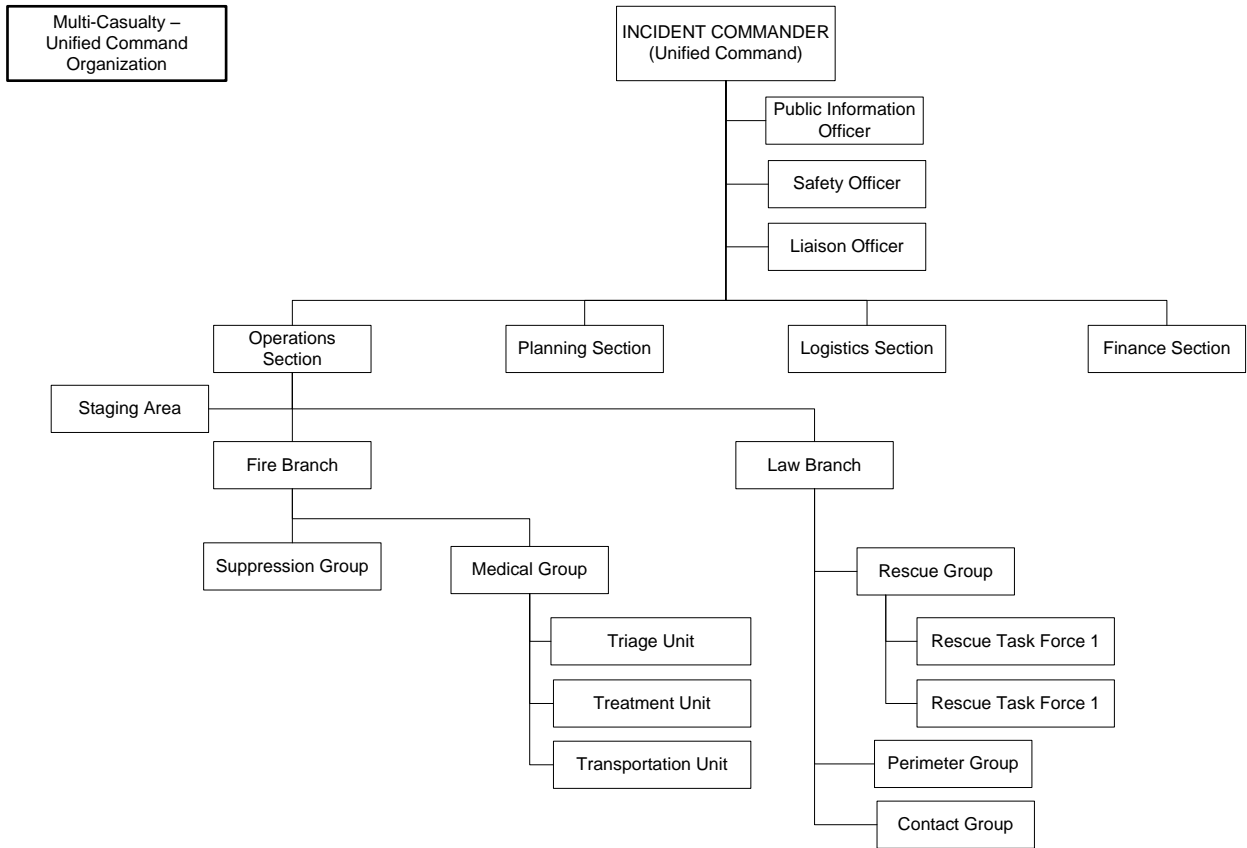 Multi-Casualty –
Unified Command
Organization
INCIDENT COMMANDER
(Unified Command)
Public Information
Officer
Safety Officer
Liaison Officer
Operations
Section
Planning Section
Logistics Section
Finance Section
Staging Area
Fire Branch
Law Branch
Suppression Group
Medical Group
Rescue Group
Triage Unit
Rescue Task Force 1
Treatment Unit
Rescue Task Force 1
Transportation Unit
Perimeter Group
Contact Group